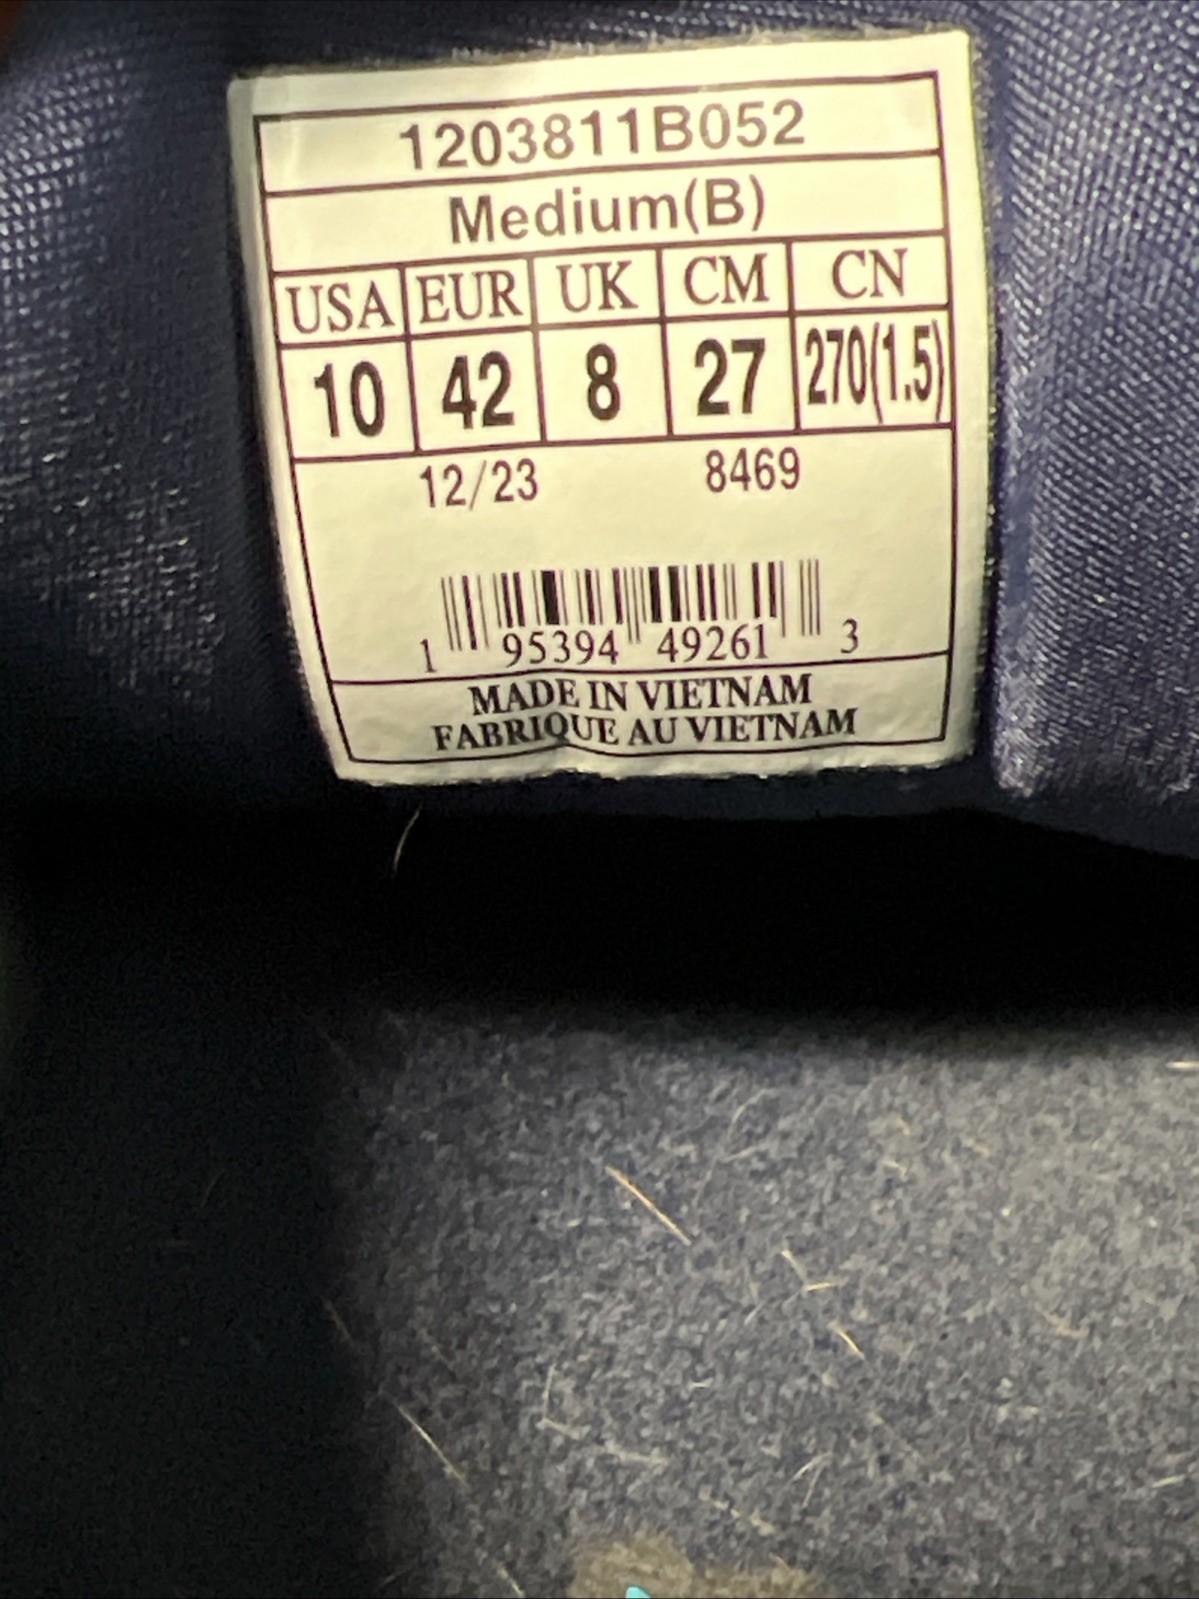 1203811B052
Medium(B)
USA EUR UK CM CN
10 42 8 27 270(1.5)
12/23 8469
1 95394 49261 3
MADE IN VIETNAM
FABRIQUE AU VIETNAM